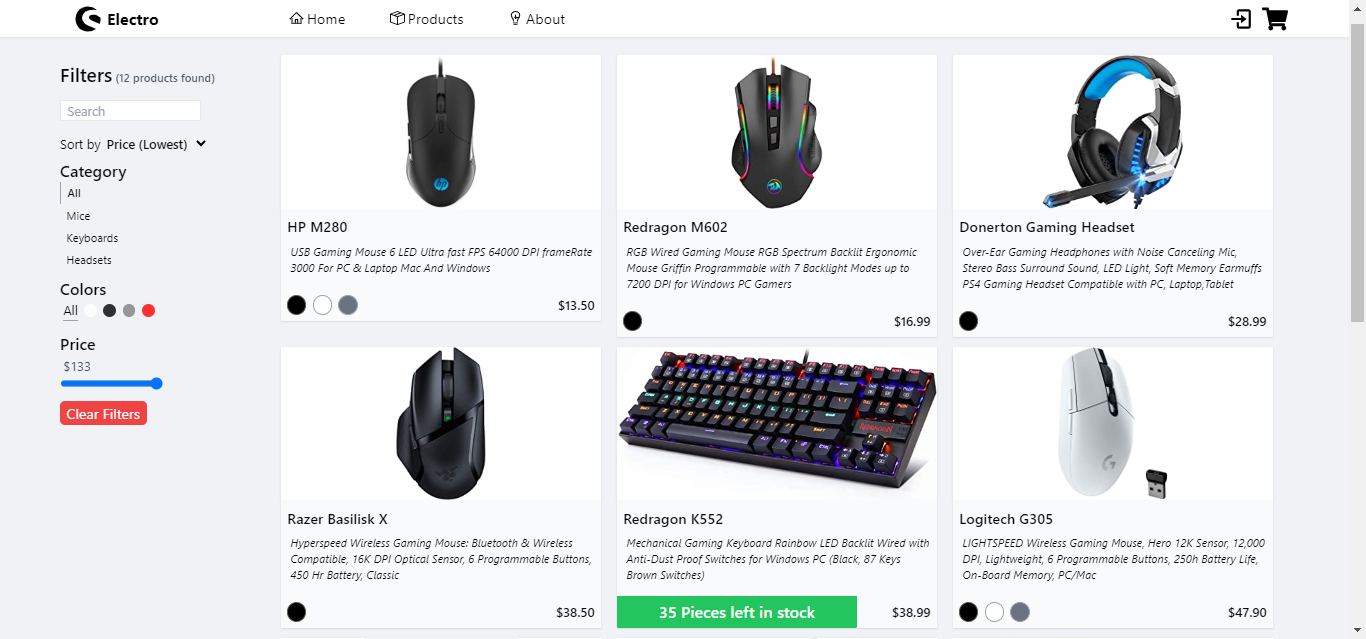 Electro
Home
Products
About
Filters (12 products found)
Search
Sort by Price (Lowest)
Category
All
Mice
Keyboards
Headsets
Colors
All
Price
$133
Clear Filters
HP M280
USB Gaming Mouse 6 LED Ultra fast FPS 64000 DPI frameRate
3000 For PC & Laptop Mac And Windows
$13.50
Redragon M602
RGB Wired Gaming Mouse RGB Spectrum Backlit Ergonomic
Mouse Griffin Programmable with 7 Backlight Modes up to
7200 DPI for Windows PC Gamers
$16.99
Donerton Gaming Headset
Over-Ear Gaming Headphones with Noise Canceling Mic,
Stereo Bass Surround Sound, LED Light, Soft Memory Earmuffs
PS4 Gaming Headset Compatible with PC, Laptop,Tablet
$28.99
Razer Basilisk X
Hyperspeed Wireless Gaming Mouse: Bluetooth & Wireless
Compatible, 16K DPI Optical Sensor, 6 Programmable Buttons,
450 Hr Battery, Classic
$38.50
REDRAGON
Redragon K552
Mechanical Gaming Keyboard Rainbow LED Backlit Wired with
Anti-Dust Proof Switches for Windows PC (Black, 87 Keys
Brown Switches)
35 Pieces left in stock
$38.99
Logitech G305
LIGHTSPEED Wireless Gaming Mouse, Hero 12K Sensor, 12,000
DPI, Lightweight, 6 Programmable Buttons, 250h Battery Life,
On-Board Memory, PC/Mac
$47.90